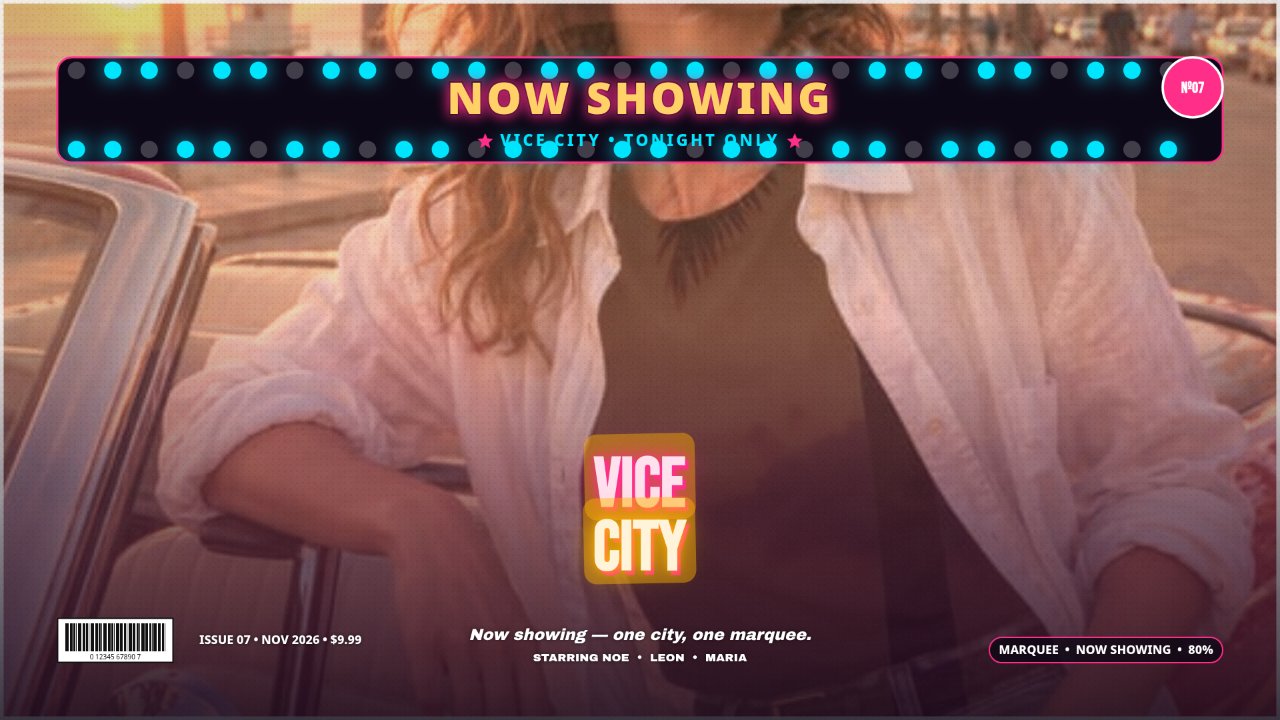 NOW SHOWING
Nº07
★ VICE CITY • TONIGHT ONLY ★
VICE
CITY
0 12345 67890 7
ISSUE 07 • NOV 2026 • $9.99
Now showing — one city, one marquee.
STARRING NOE • LEON • MARIA
MARQUEE • NOW SHOWING • 80%